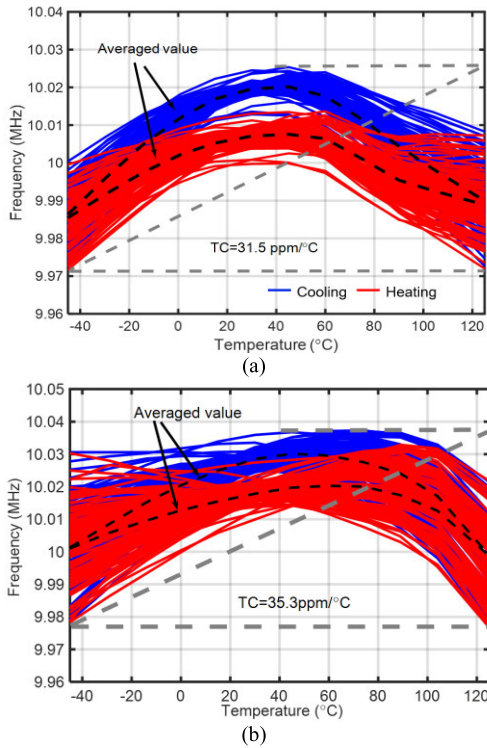 (a)
10.04
10.03
10.02
10.01
10
9.99
9.98
9.97
9.96
Frequency (MHz)
Averaged value
TC=31.5 ppm/°C
Cooling Heating
-40 -20 0 20 40 60 80 100 120
Temperature (°C)
(a)
10.05
10.04
10.03
10.02
10.01
10
9.99
9.98
9.97
9.96
Frequency (MHz)
Averaged value
TC=35.3ppm/°C
-40 -20 0 20 40 60 80 100 120
Temperature (°C)
(b)